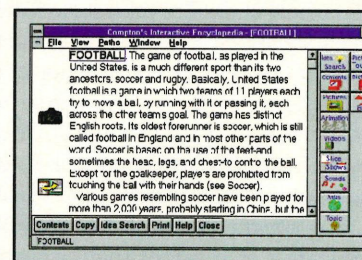 Compton's Interactive Encyclopedia - [FOOTBALL]
File View Paths Window Help
FOOTBALL The game of football, as played in the
United States, is a much different sport than its two
ancestors, soccer and rugby. Basically, United States
football is a game in which two teams of 11 players each
try to move a ball, by running with it or passing it, each
across the other team's goal. The game has distinct
English roots. Its oldest forerunner is soccer, which is still
called football in England and in most other parts of the
world. Soccer is based on the use of the feet-and
sometimes the head, legs, and chest-to control the ball.
Except for the goalkeeper, players are prohibited from
touching the ball with their hands (see Soccer).
Various games resembling soccer have been played for
more than 2,000 years, probably starting in China, but the
Idea Search
Contents
Pictures
Animation
Videos
Slice
Shows
Sounds
Misc
Topic
Contents Copy Idea Search Print Help Close
FOOTBALL